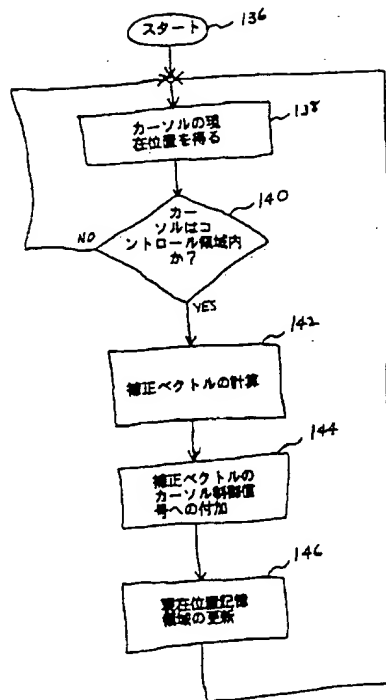 スタート
136
カーソルの現
在位置を得る
138
カー
ソルはコ
ントロール領域内
か?
140
NO
YES
補正ベクトルの計算
142
補正ベクトルの
カーソル制御信
号への付加
144
現在位置記憶
領域の更新
146